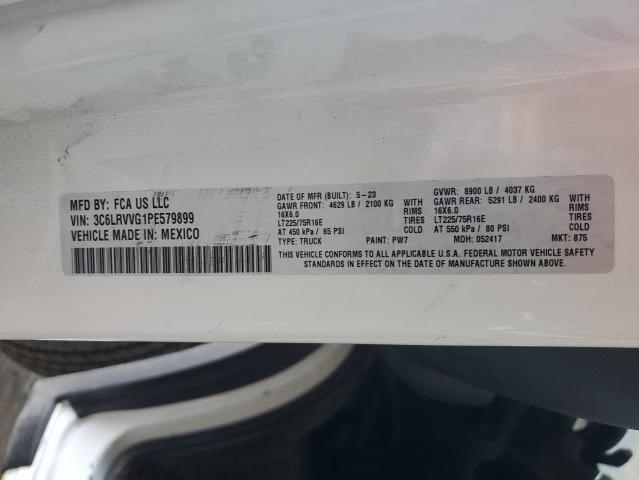 MFD BY: FCA US LLC
VIN: 3C6LRVVG1PE579899
VEHICLE MADE IN: MEXICO
DATE OF MFR (BUILT): 5-23 GVWR: 8900 LB / 4037 KG
GAWR FRONT: 4629 LB / 2100 KG WITH GAWR REAR: 5291 LB / 2400 KG WITH
16X6.0 RIMS 16X6.0 RIMS
LT225/75R16E TIRES LT225/75R16E TIRES
AT 450 kPa / 65 PSI COLD AT 550 kPa / 80 PSI COLD
TYPE: TRUCK PAINT: PW7 MDH: 052417 MKT: 875
THIS VEHICLE CONFORMS TO ALL APPLICABLE U.S.A. FEDERAL MOTOR VEHICLE SAFETY
STANDARDS IN EFFECT ON THE DATE OF MANUFACTURE SHOWN ABOVE.